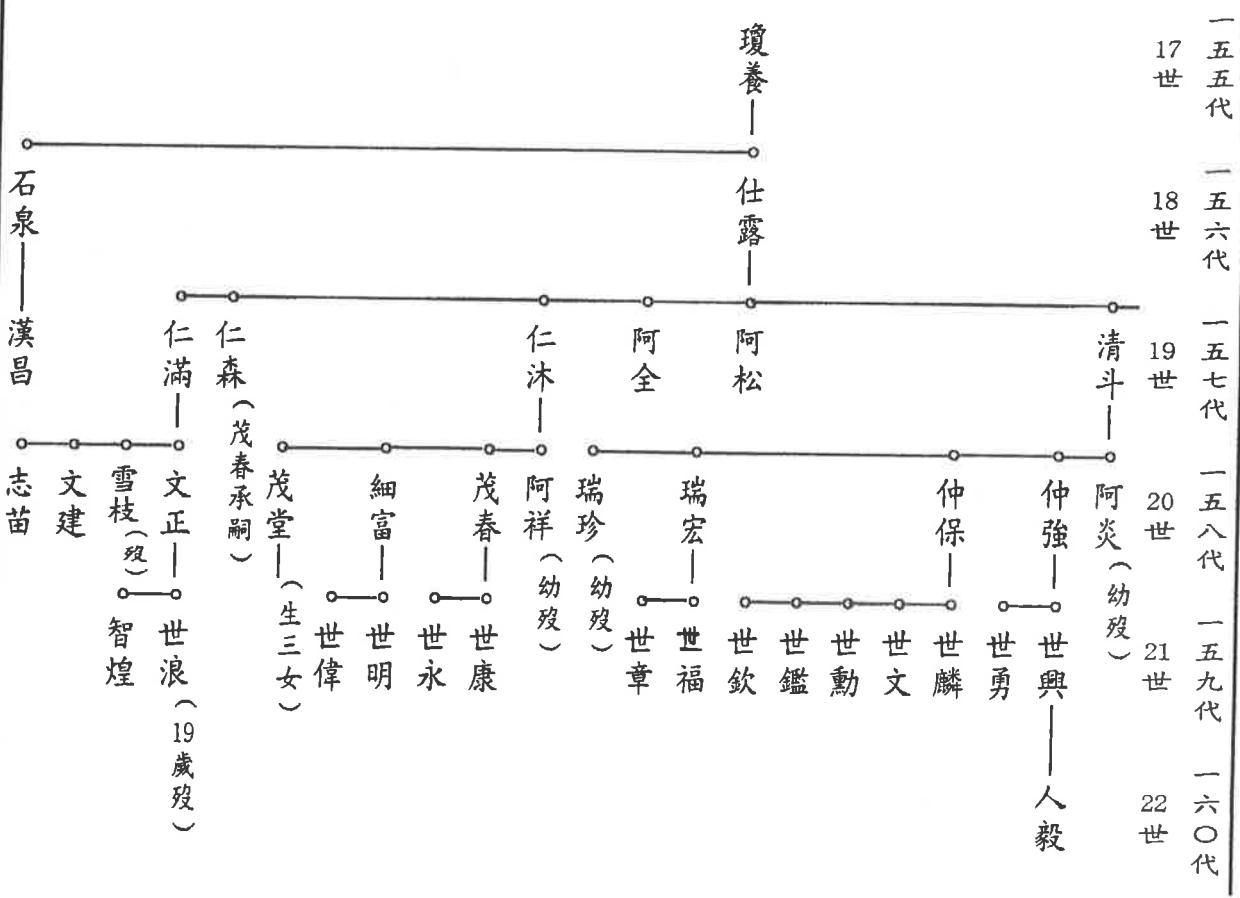 一五五代
17世
一五六代
18世
一五七代
19世
一五八代
20世
一五九代
21世
一六〇代
22世
瓊養
仕露
石泉
清斗
阿松
阿全
仁沐
仁森(茂春承嗣)
仁滿
漢昌
阿炎(幼歿)
仲強
仲保
瑞宏
瑞珍(幼歿)
阿祥(幼歿)
茂春
細富
茂堂(生三女)
文正
雪枝(歿)
文建
志苗
世興
世勇
世麟
世文
世勳
世鑑
世欽
世福
世章
世康
世永
世明
世偉
世浪(19歲歿)
智煌
人毅